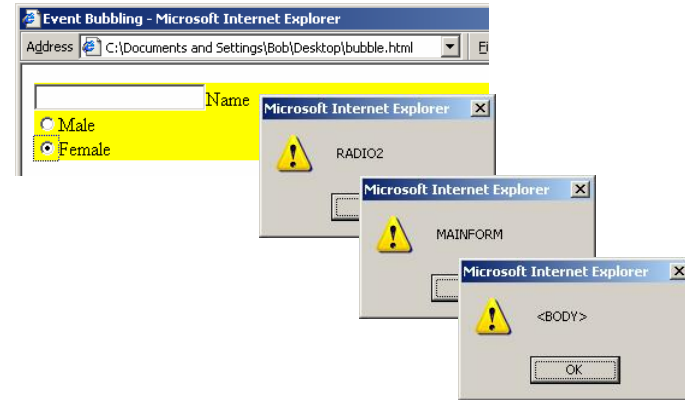 Event Bubbling - Microsoft Internet Explorer
Address C:\Documents and Settings\Bob\Desktop\bubble.html
Name
Male
Female
Microsoft Internet Explorer
RADIO2
Microsoft Internet Explorer
MAINFORM
Microsoft Internet Explorer
<BODY>
OK